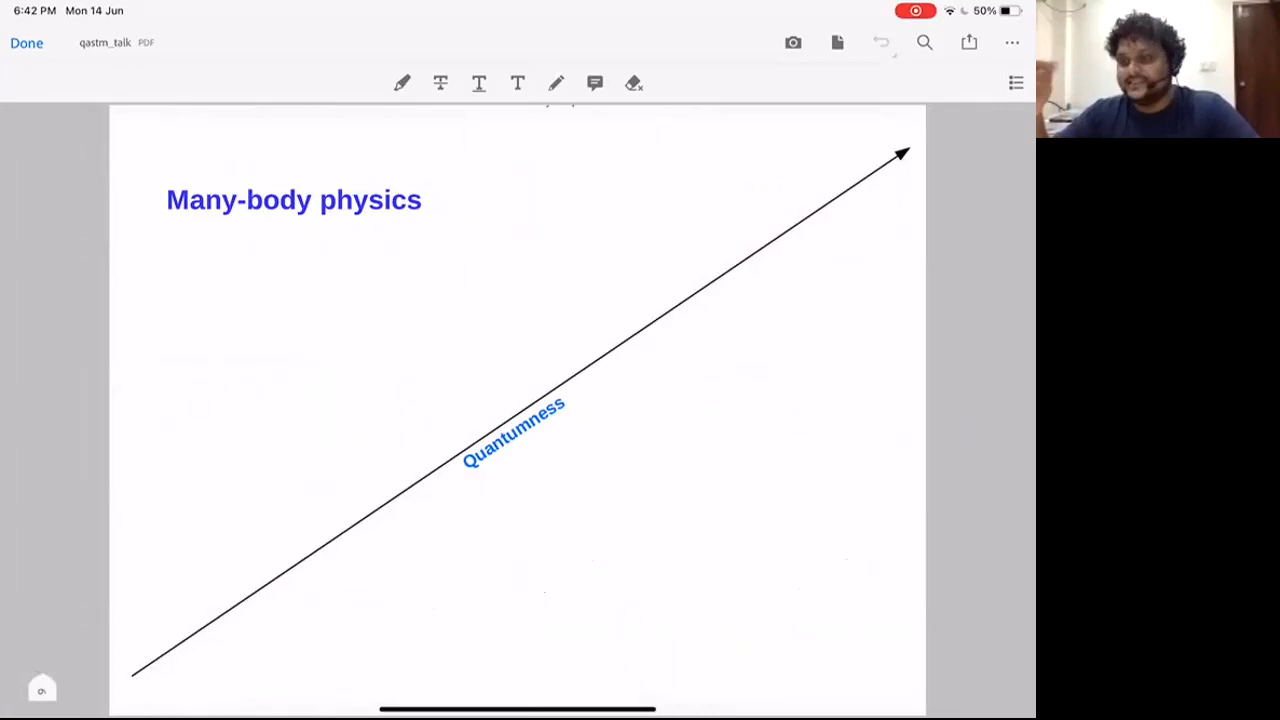 6:42 PM Mon 14 Jun
50%
Done
qastm_talk PDF
T T
Many-body physics
Quantumness